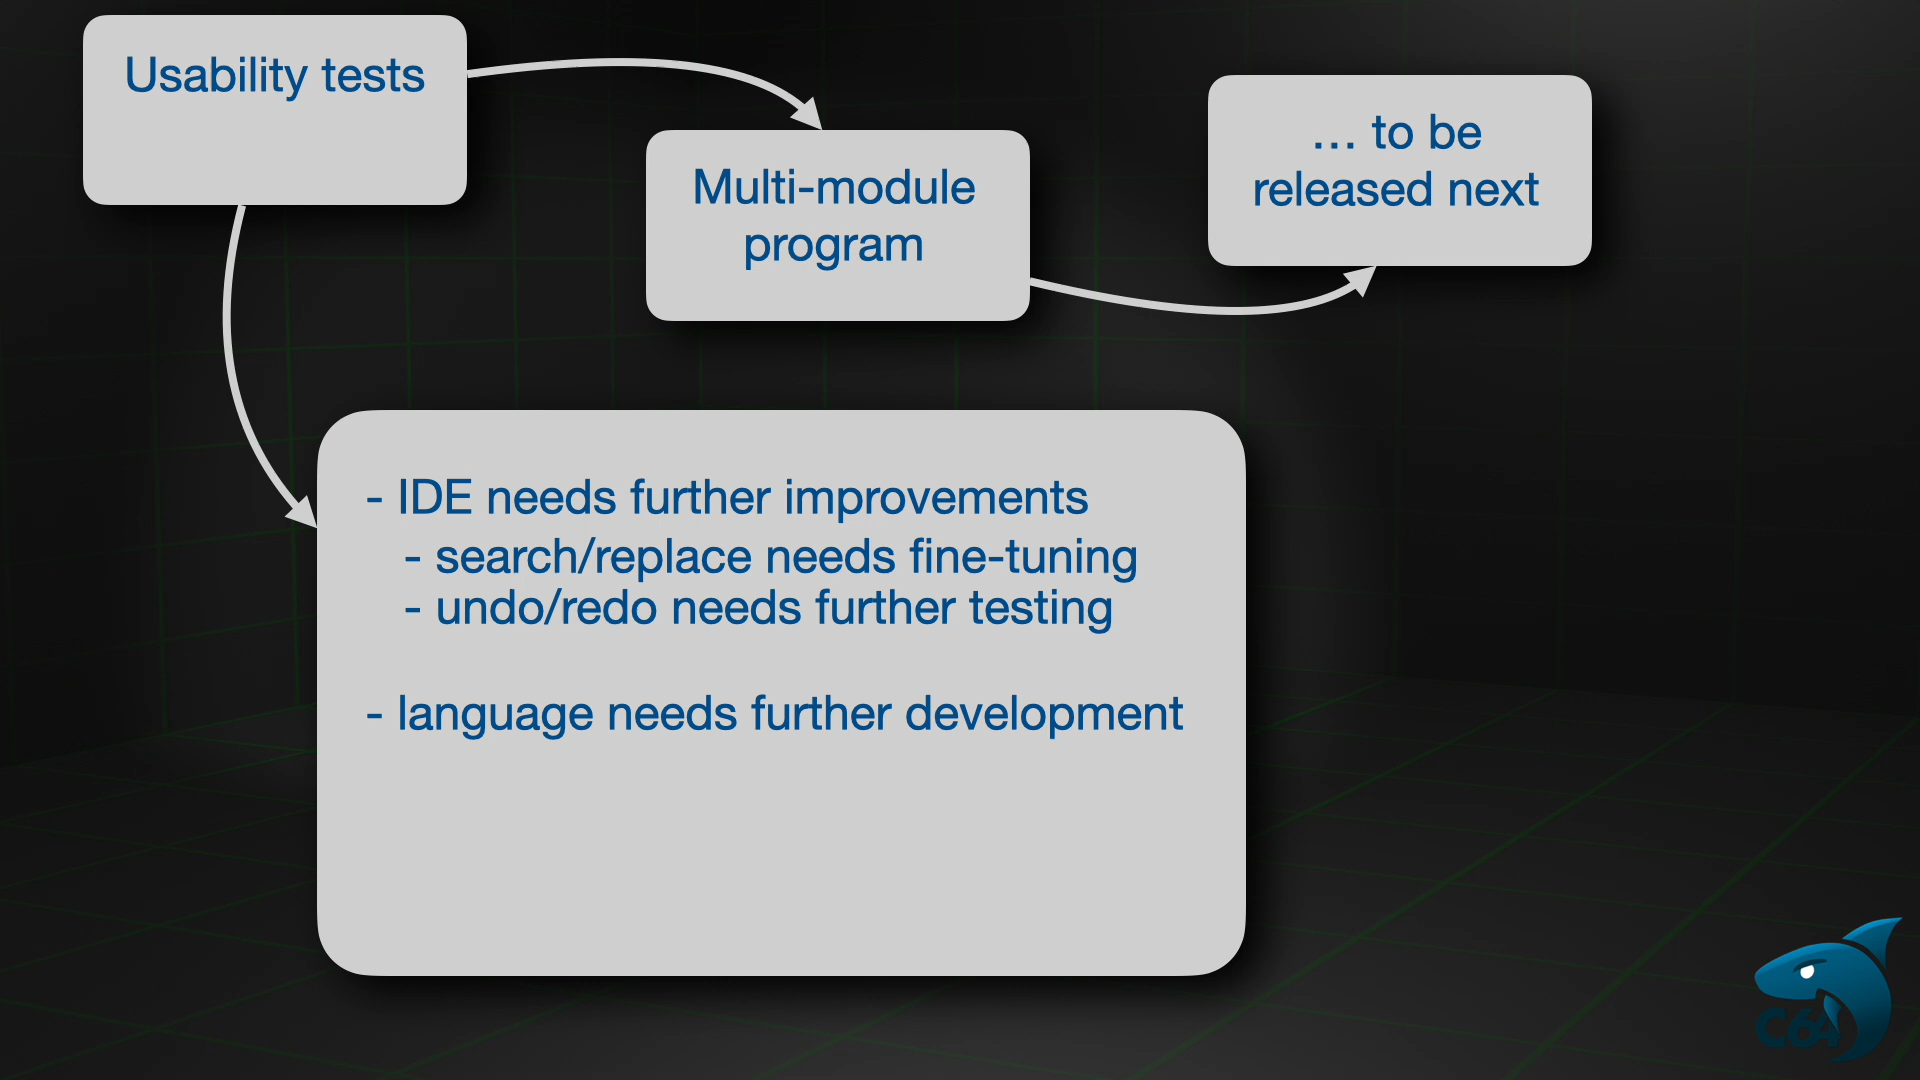 Usability tests
Multi-module
program
... to be
released next
- IDE needs further improvements
- search/replace needs fine-tuning
- undo/redo needs further testing
- language needs further development
C64